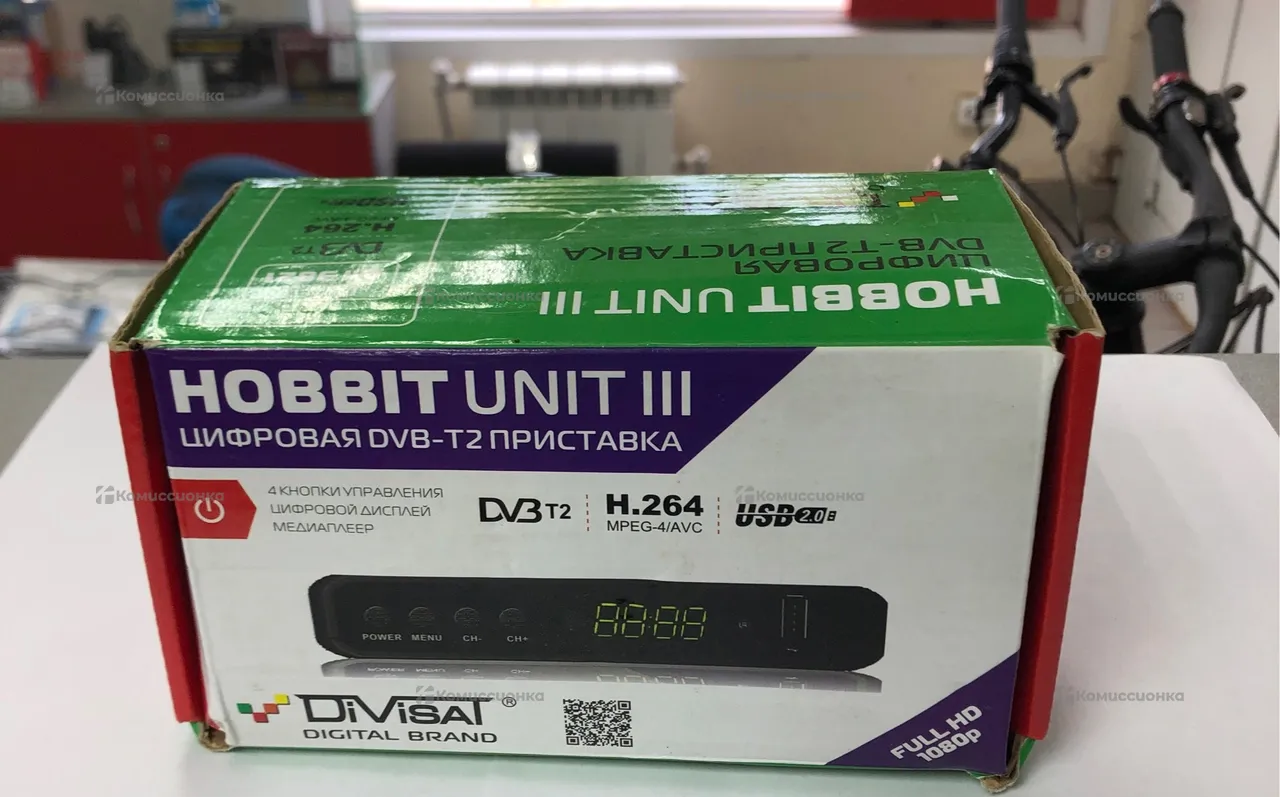 Комиссионка
DVB T2
H.264
ЦИФРОВАЯ
DVB-T2 ПРИСТАВКА
HOBBIT UNIT III
Комиссионка
Комиссионка
HOBBIT UNIT III
ЦИФРОВАЯ DVB-T2 ПРИСТАВКА
4 КНОПКИ УПРАВЛЕНИЯ
ЦИФРОВОЙ ДИСПЛЕЙ
МЕДИАПЛЕЕР
DVB T2
H.264
MPEG-4/AVC
USB 2.0
Комиссионка
Комиссионка
88:88
POWER MENU CH- CH+
Комиссионка
Комиссионка
DiViSAT®
DIGITAL BRAND
FULL HD
1080p